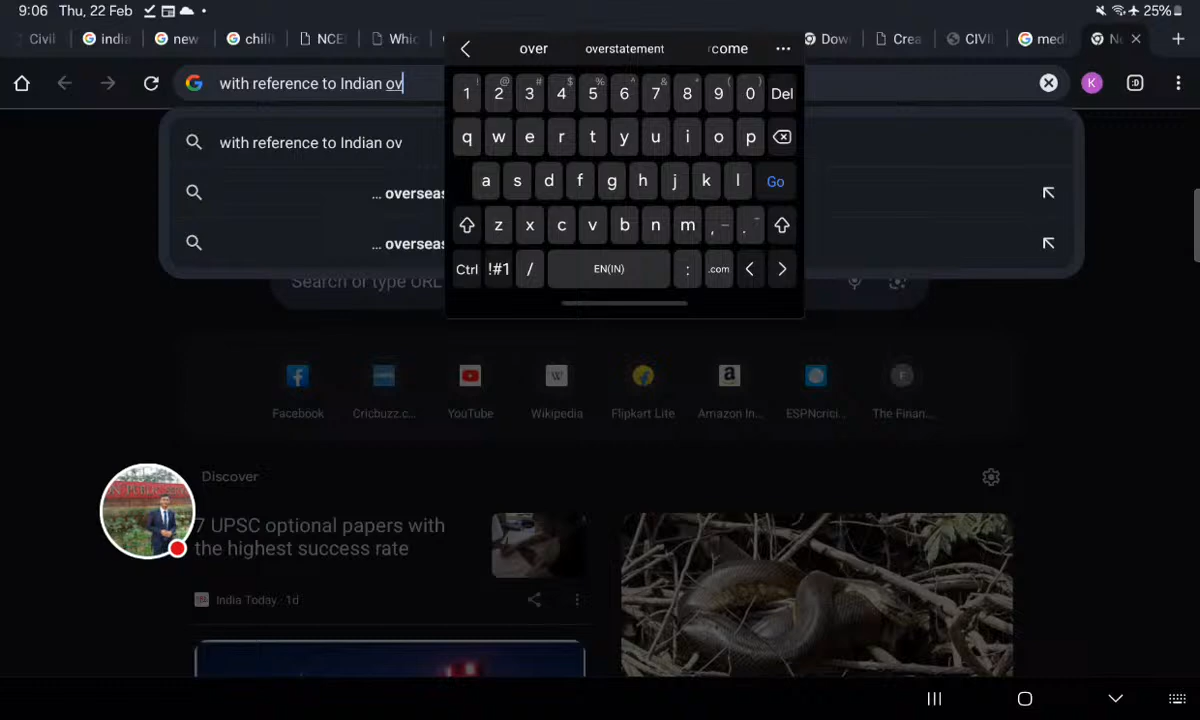 9:06 Thu, 22 Feb
25%
Civil
india
new
chili
NCE
Whic
Dow
Crea
CIVI
med
Ne
with reference to Indian ov
K
:D
with reference to Indian ov
... overseas
... overseas
Search or type URL
over overstatement come
1 2 3 4 5 6 7 8 9 0 Del
q w e r t y u i o p
a s d f g h j k l Go
z x c v b n m , .
Ctrl !#1 / EN(IN) : .com < >
Facebook Cricbuzz.c... YouTube Wikipedia Flipkart Lite Amazon In... ESPNcrici... The Finan...
Discover
7 UPSC optional papers with
the highest success rate
India Today · 1d